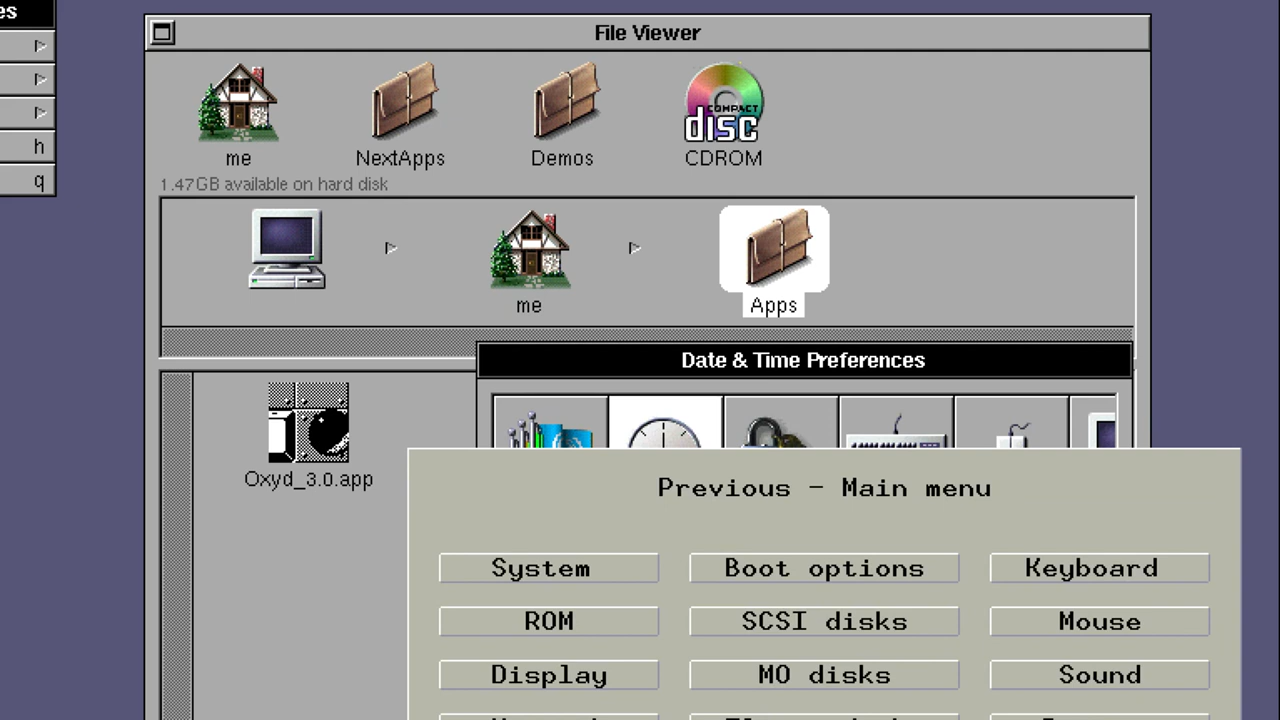 es
File Viewer
h
q
me
NextApps
Demos
COMPACT
disc
CDROM
1.47GB available on hard disk
me
Apps
Date & Time Preferences
Oxyd_3.0.app
Previous - Main menu
System
Boot options
Keyboard
ROM
SCSI disks
Mouse
Display
MO disks
Sound